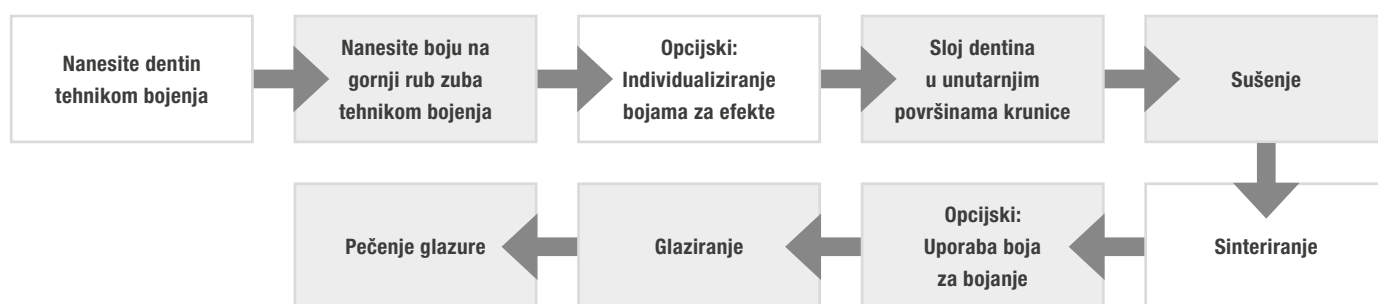 Nanesite dentin
tehnikom bojenja
Nanesite boju na
gornji rub zuba
tehnikom bojenja
Opcijski:
Individualiziranje
bojama za efekte
Sloj dentina
u unutarnjim
površinama krunice
Sušenje
Sinteriranje
Opcijski:
Uporaba boja
za bojanje
Glaziranje
Pečenje glazure